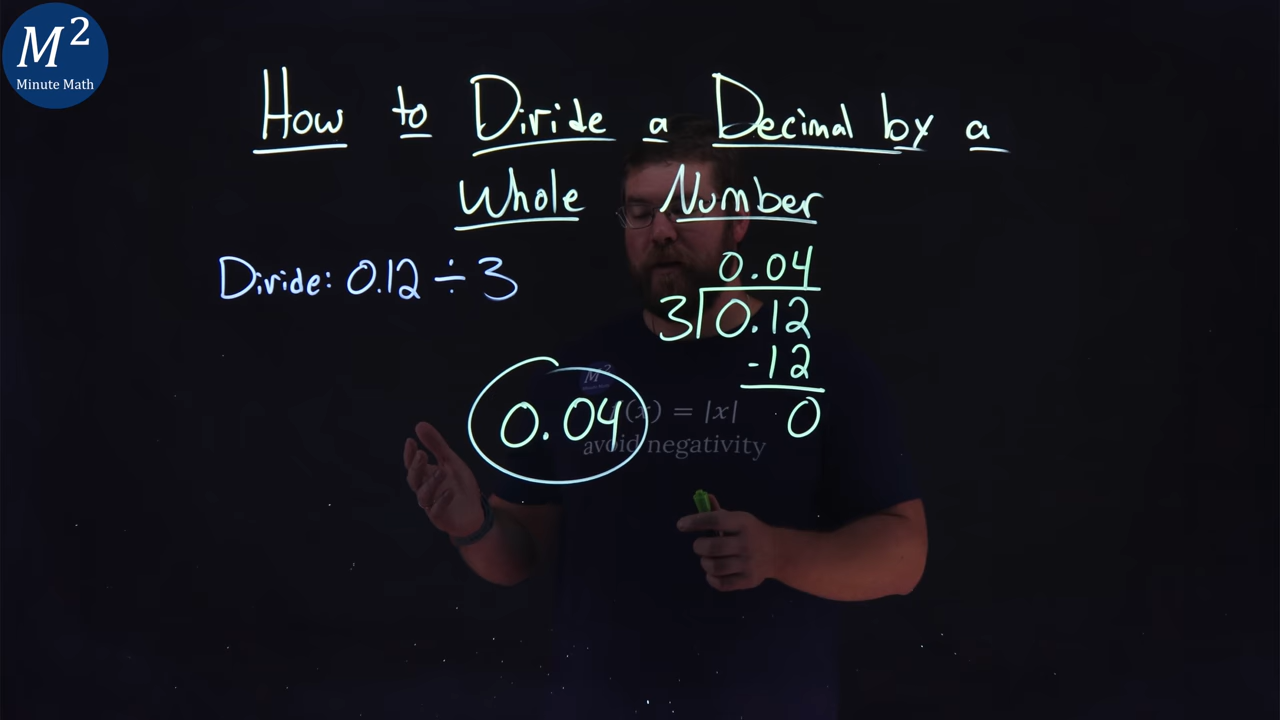 M²
Minute Math
How to Divide a Decimal by a
Whole Number
Divide: 0.12 ÷ 3
0.04
3 0.12
-12
0
0.04
M²
(x) = |x|
avoid negativity